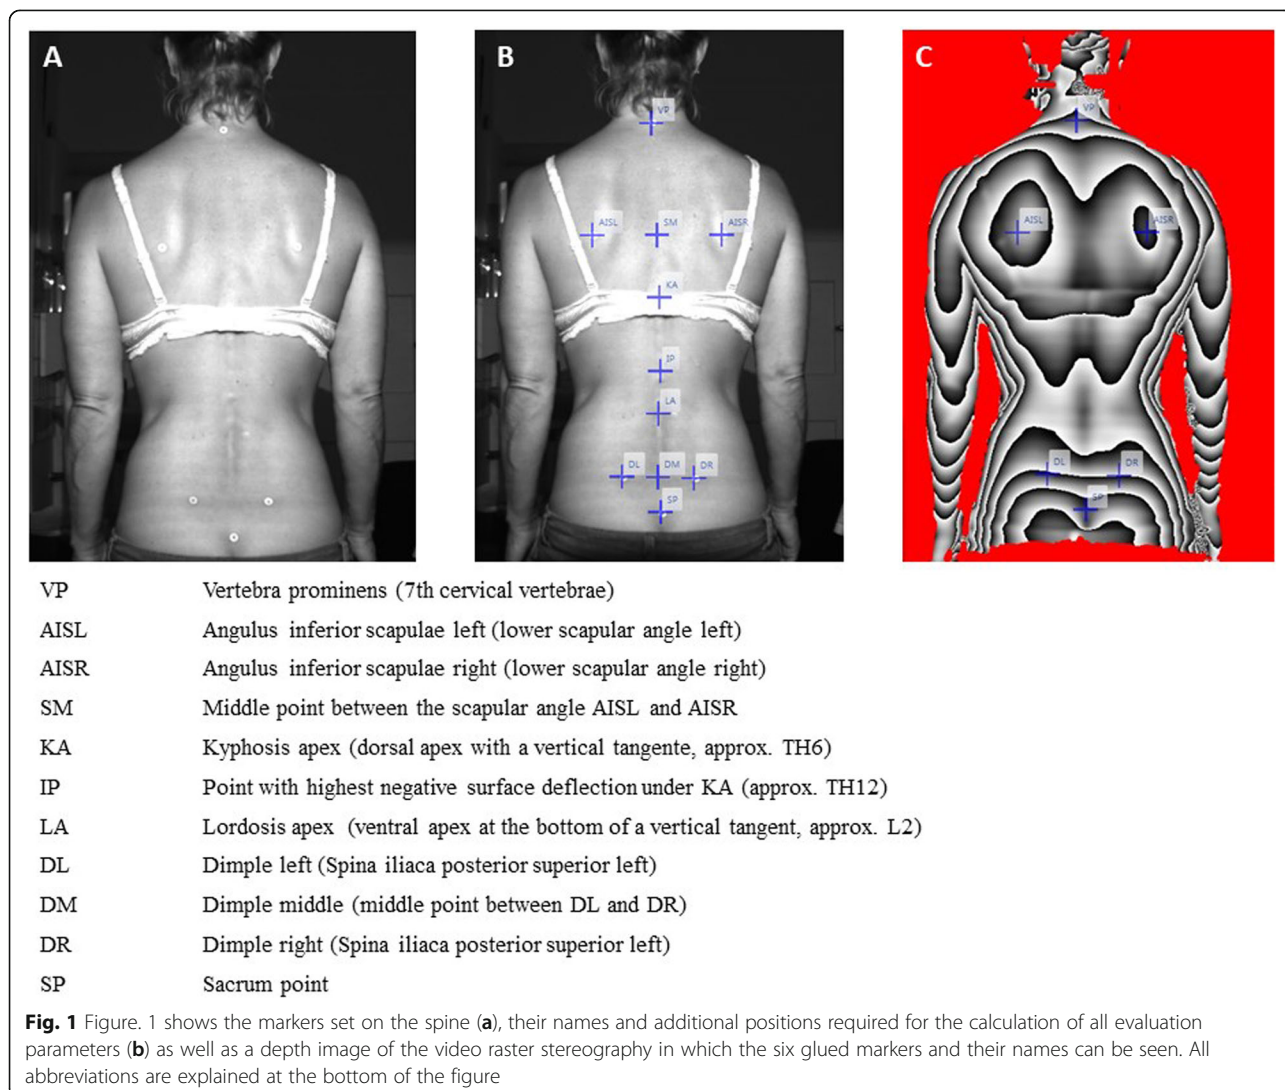 A
B
C
VP
AISL
SM
AISR
KA
IP
LA
DL
DM
DR
SP
VP
AISL
AISR
DL
DR
SP
VP Vertebra prominens (7th cervical vertebrae)
AISL Angulus inferior scapulae left (lower scapular angle left)
AISR Angulus inferior scapulae right (lower scapular angle right)
SM Middle point between the scapular angle AISL and AISR
KA Kyphosis apex (dorsal apex with a vertical tangente, approx. TH6)
IP Point with highest negative surface deflection under KA (approx. TH12)
LA Lordosis apex (ventral apex at the bottom of a vertical tangent, approx. L2)
DL Dimple left (Spina iliaca posterior superior left)
DM Dimple middle (middle point between DL and DR)
DR Dimple right (Spina iliaca posterior superior left)
SP Sacrum point
Fig. 1 Figure. 1 shows the markers set on the spine (a), their names and additional positions required for the calculation of all evaluation
parameters (b) as well as a depth image of the video raster stereography in which the six glued markers and their names can be seen. All
abbreviations are explained at the bottom of the figure